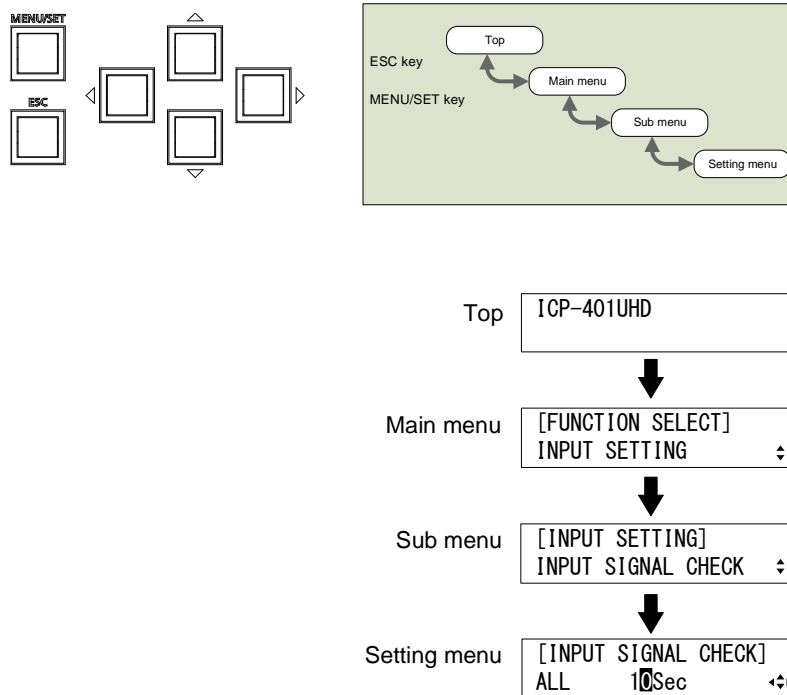 MENU/SET
ESC
Top
ESC key
Main menu
MENU/SET key
Sub menu
Setting menu
Top
ICP-401UHD
Main menu
[FUNCTION SELECT]
INPUT SETTING
Sub menu
[INPUT SETTING]
INPUT SIGNAL CHECK
Setting menu
[INPUT SIGNAL CHECK]
ALL 10Sec